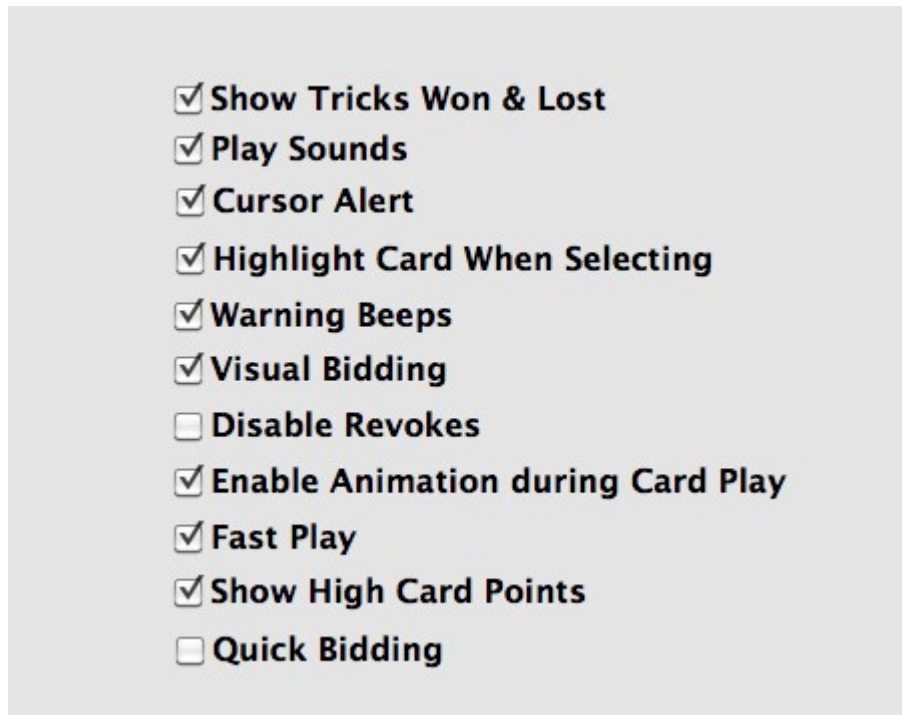 Show Tricks Won & Lost
Play Sounds
Cursor Alert
Highlight Card When Selecting
Warning Beeps
Visual Bidding
Disable Revokes
Enable Animation during Card Play
Fast Play
Show High Card Points
Quick Bidding